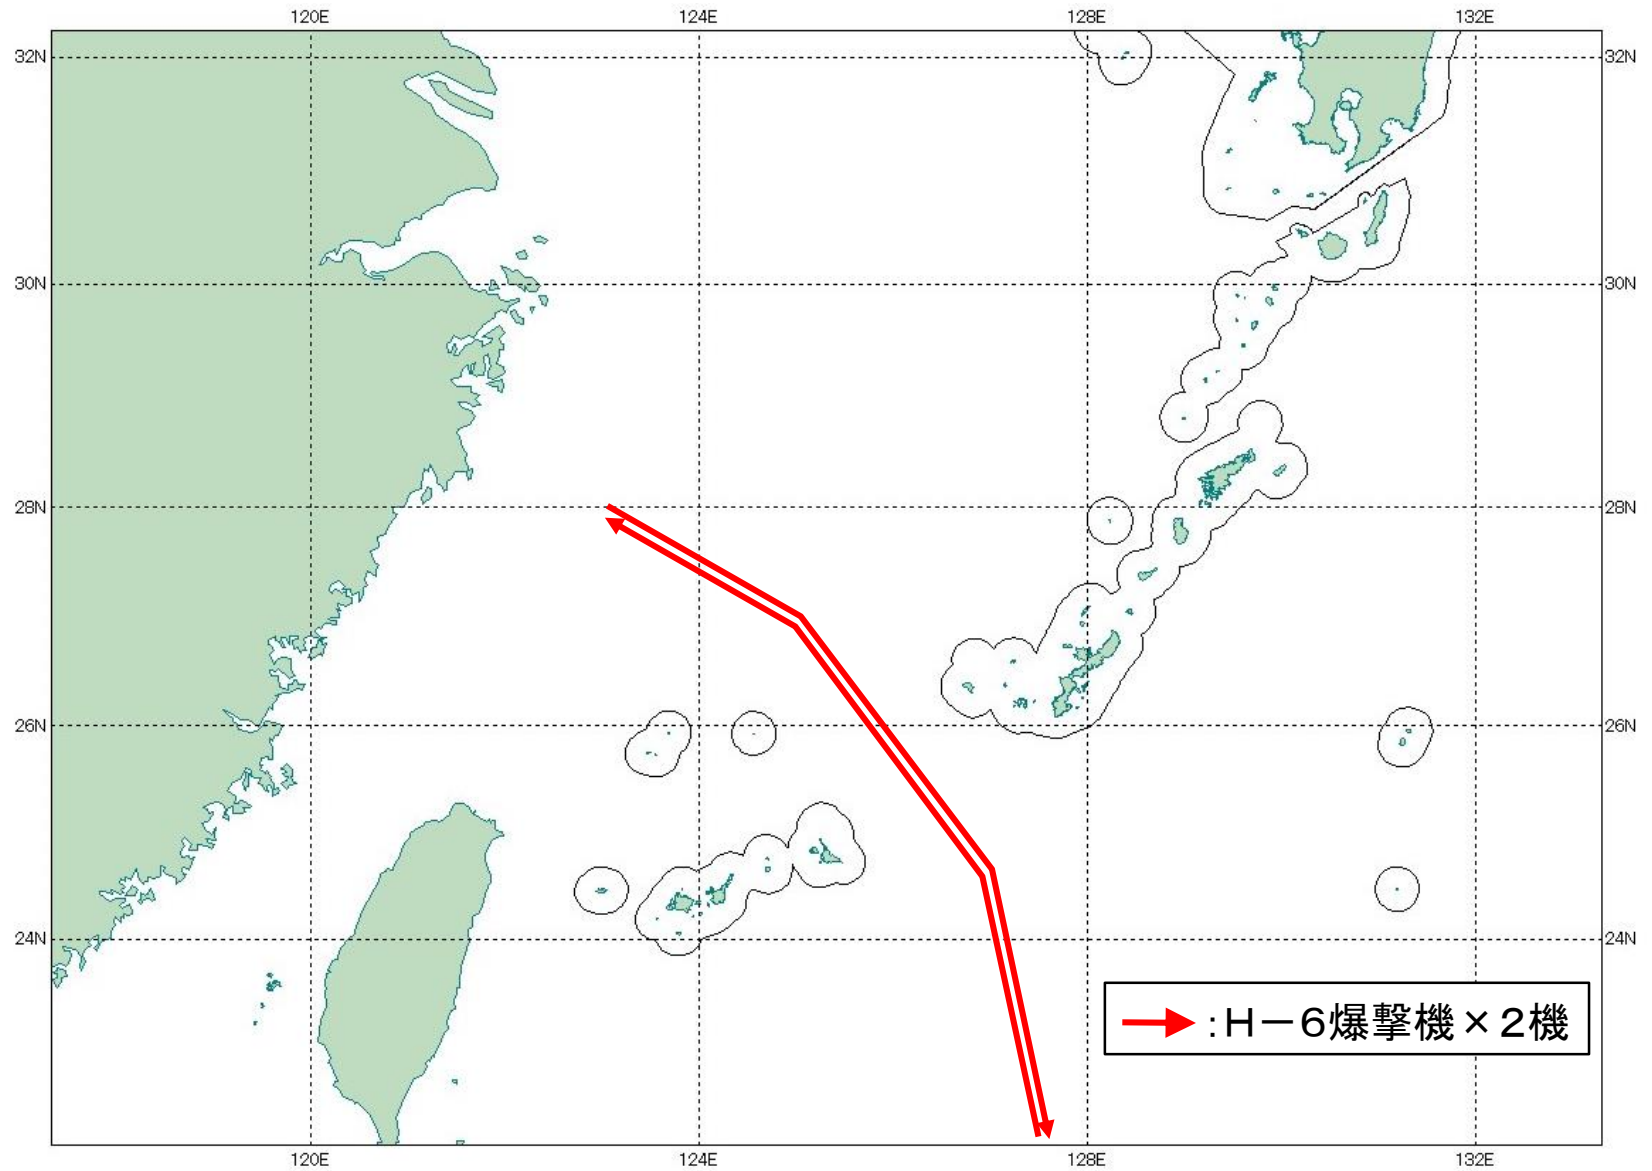 120E 124E 128E 132E
32N 32N
30N 30N
28N 28N
26N 26N
24N 24N
:H-6爆撃機×2機
120E 124E 128E 132E